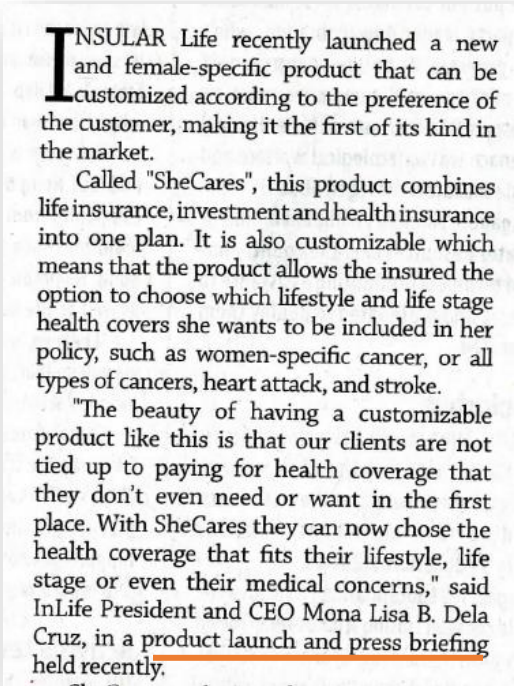 INSULAR Life recently launched a new
and female-specific product that can be
customized according to the preference of
the customer, making it the first of its kind in
the market.
Called "SheCares", this product combines
life insurance, investment and health insurance
into one plan. It is also customizable which
means that the product allows the insured the
option to choose which lifestyle and life stage
health covers she wants to be included in her
policy, such as women-specific cancer, or all
types of cancers, heart attack, and stroke.
"The beauty of having a customizable
product like this is that our clients are not
tied up to paying for health coverage that
they don't even need or want in the first
place. With SheCares they can now chose the
health coverage that fits their lifestyle, life
stage or even their medical concerns," said
InLife President and CEO Mona Lisa B. Dela
Cruz, in a product launch and press briefing
held recently.